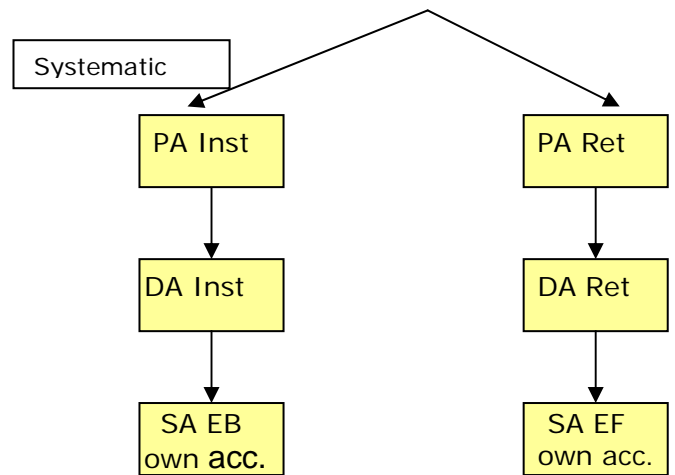 Systematic
PA Inst
PA Ret
DA Inst
DA Ret
SA EB
own acc.
SA EF
own acc.